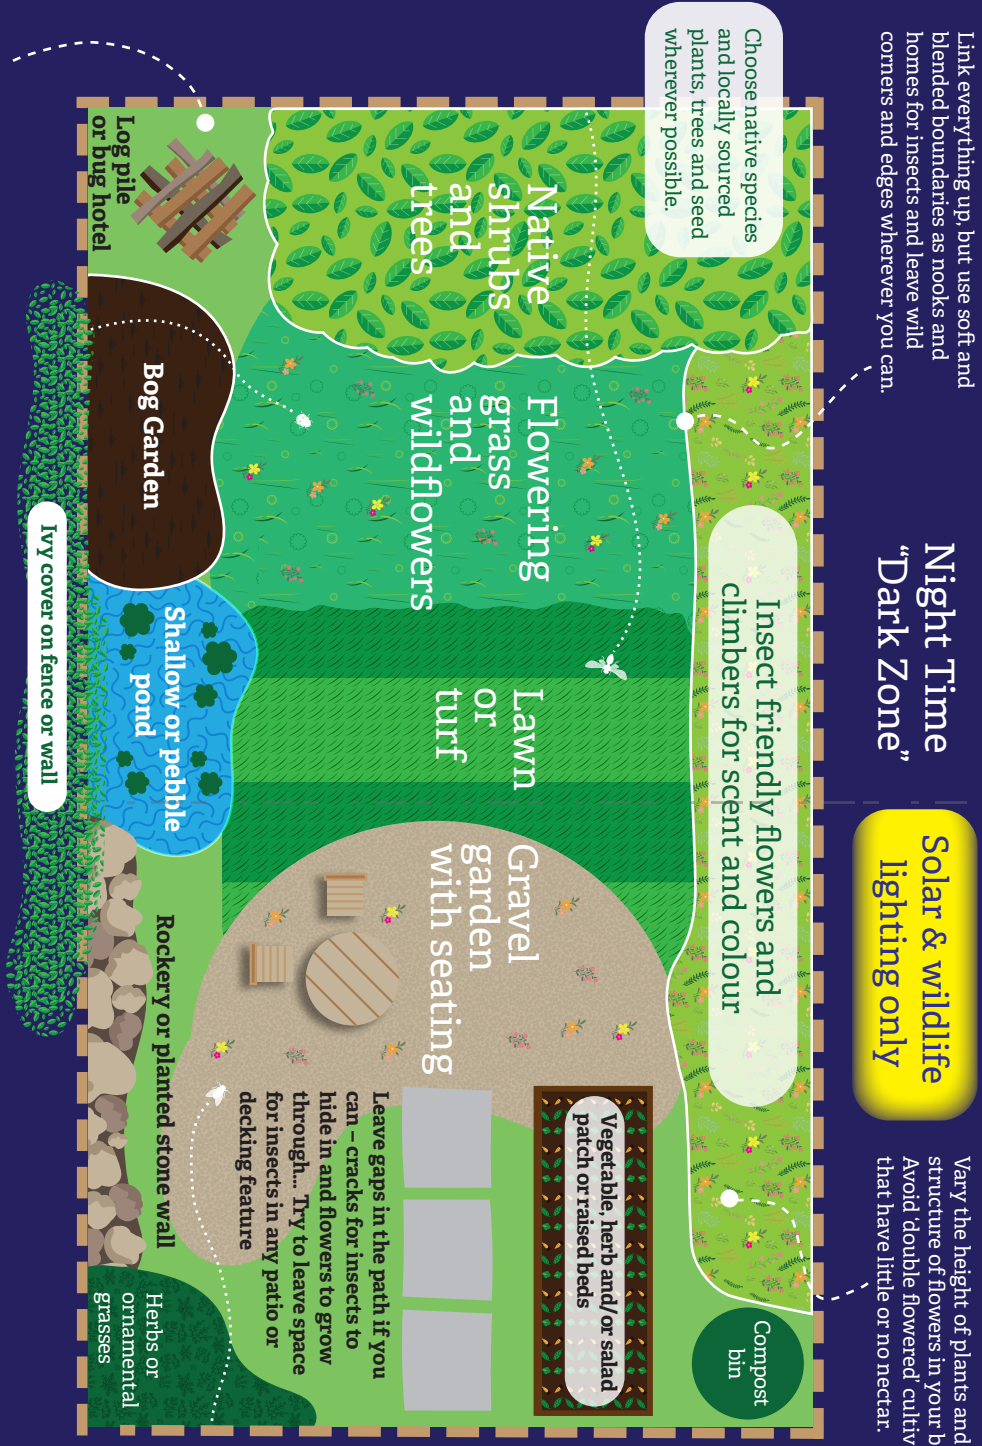 Link everything up, but use soft and
blended boundaries as nooks and
homes for insects and leave wild
corners and edges wherever you can.
Night Time
“Dark Zone”
Solar & wildlife
lighting only
Vary the height of plants and
structure of flowers in your b
Avoid ‘double flowered’ cultiv
that have little or no nectar.
Choose native species
and locally sourced
plants, trees and seed
wherever possible.
Insect friendly flowers and
climbers for scent and colour
Compost
bin
Native
shrubs
and
trees
Flowering
grass
and
wildflowers
Lawn
or
turf
Gravel
garden
with seating
Vegetable, herb and/or salad
patch or raised beds
Leave gaps in the path if you
can – cracks for insects to
hide in and flowers to grow
through... Try to leave space
for insects in any patio or
decking feature
Log pile
or bug hotel
Bog Garden
Shallow or pebble
pond
Rockery or planted stone wall
Herbs or
ornamental
grasses
Ivy cover on fence or wall